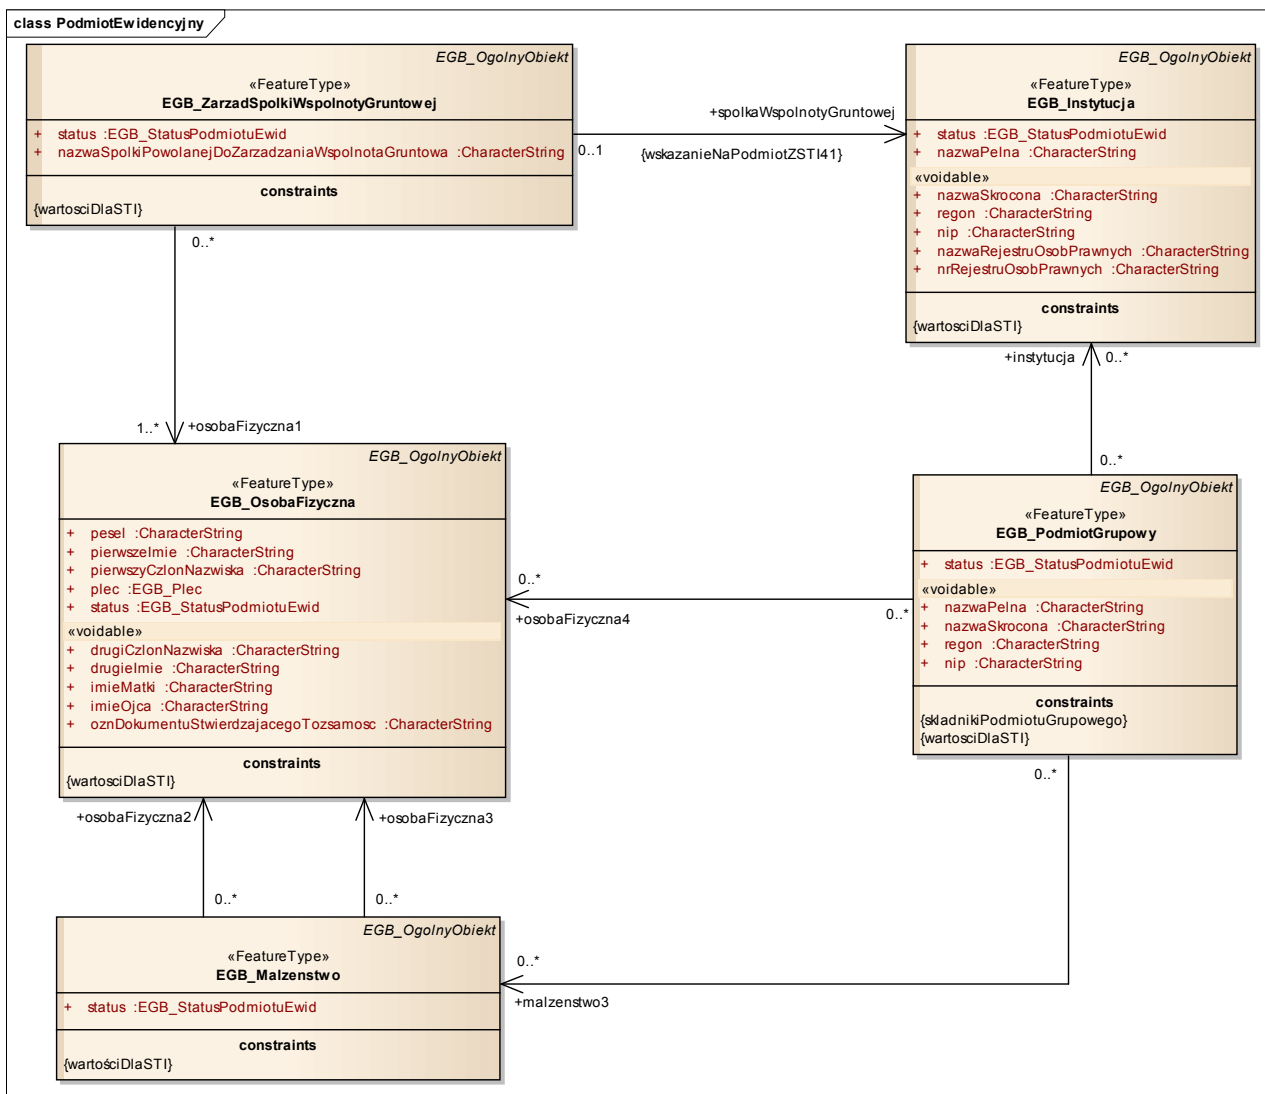 class PodmiotEwidencyjny
EGB_OgolnyObiekt
«FeatureType»
EGB_ZarzadSpolkiWspolnotyGruntowej
+ status :EGB_StatusPodmiotuEwid
+ nazwaSpolkiPowolanejDoZarzadzaniaWspolnotaGruntowa :CharacterString
constraints
{wartosciDlaSTI}
+spolkaWspolnotyGruntowej
0..1
{wskazanieNaPodmiotZSTI41}
EGB_OgolnyObiekt
«FeatureType»
EGB_Instytucja
+ status :EGB_StatusPodmiotuEwid
+ nazwaPelna :CharacterString
«voidable»
+ nazwaSkrocona :CharacterString
+ regon :CharacterString
+ nip :CharacterString
+ nazwaRejestruOsobPrawnych :CharacterString
+ nrRejestruOsobPrawnych :CharacterString
constraints
{wartosciDlaSTI}
0..*
1..*
+osobaFizyczna1
+instytucja
0..*
0..*
EGB_OgolnyObiekt
«FeatureType»
EGB_OsobaFizyczna
+ pesel :CharacterString
+ pierwszeImie :CharacterString
+ pierwszyCzlonNazwiska :CharacterString
+ plec :EGB_Plec
+ status :EGB_StatusPodmiotuEwid
«voidable»
+ drugiCzlonNazwiska :CharacterString
+ drugieImie :CharacterString
+ imieMatki :CharacterString
+ imieOjca :CharacterString
+ oznDokumentuStwierdzajacegoTozsamosc :CharacterString
constraints
{wartosciDlaSTI}
0..*
+osobaFizyczna4
0..*
EGB_OgolnyObiekt
«FeatureType»
EGB_PodmiotGrupowy
+ status :EGB_StatusPodmiotuEwid
«voidable»
+ nazwaPelna :CharacterString
+ nazwaSkrocona :CharacterString
+ regon :CharacterString
+ nip :CharacterString
constraints
{skladnikiPodmiotuGrupowego}
{wartosciDlaSTI}
0..*
+osobaFizyczna2
+osobaFizyczna3
0..*
0..*
EGB_OgolnyObiekt
«FeatureType»
EGB_Malzenstwo
+ status :EGB_StatusPodmiotuEwid
constraints
{wartośćiDlaSTI}
0..*
+malzenstwo3